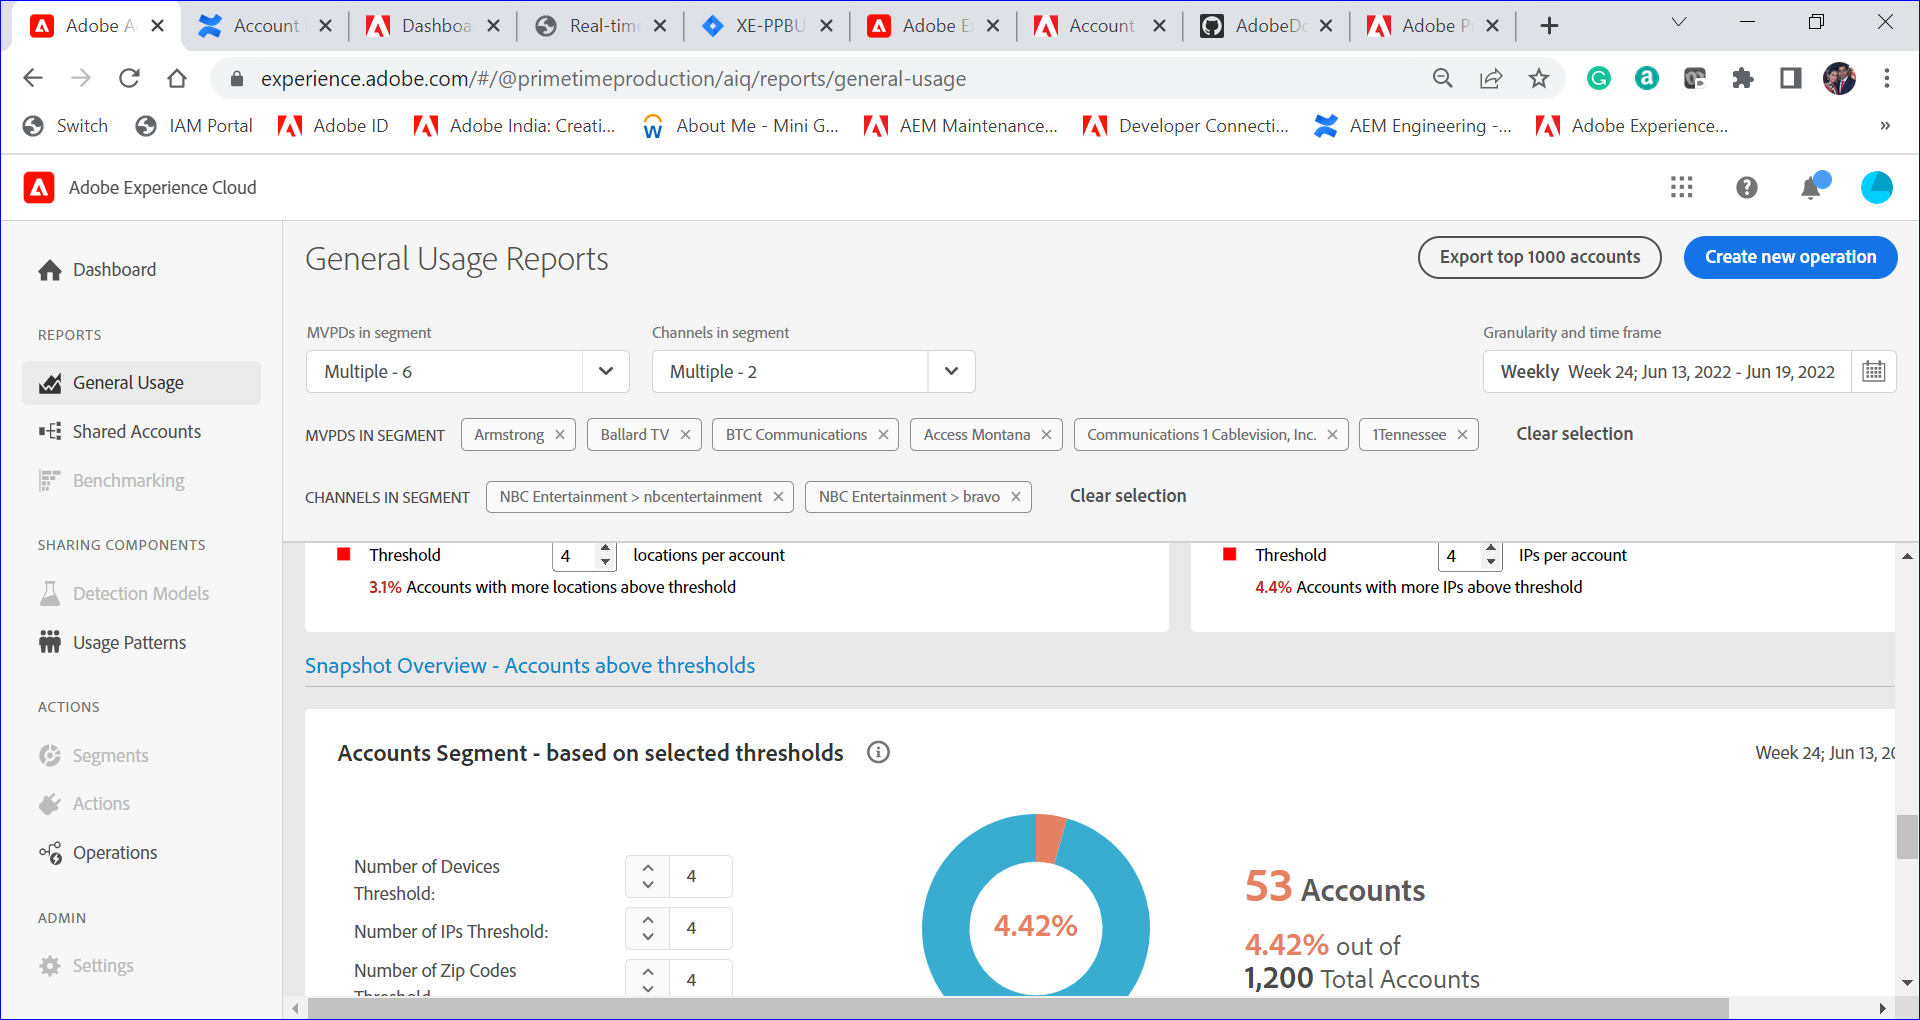 Adobe A
Account
Dashboa
Real-time
XE-PPBU
Adobe E
Account
AdobeDo
Adobe P
experience.adobe.com/#/@primetimeproduction/aiq/reports/general-usage
Switch
IAM Portal
Adobe ID
Adobe India: Creati...
About Me - Mini G...
AEM Maintenance...
Developer Connecti...
AEM Engineering -...
Adobe Experience...
»
Adobe Experience Cloud
Dashboard
REPORTS
General Usage
Shared Accounts
Benchmarking
SHARING COMPONENTS
Detection Models
Usage Patterns
ACTIONS
Segments
Actions
Operations
ADMIN
Settings
General Usage Reports
Export top 1000 accounts
Create new operation
MVPDs in segment
Channels in segment
Granularity and time frame
Multiple - 6
Multiple - 2
Weekly Week 24; Jun 13, 2022 - Jun 19, 2022
MVPDS IN SEGMENT
Armstrong
Ballard TV
BTC Communications
Access Montana
Communications 1 Cablevision, Inc.
1Tennessee
Clear selection
CHANNELS IN SEGMENT
NBC Entertainment > nbcentertainment
NBC Entertainment > bravo
Clear selection
Threshold 4 locations per account
3.1% Accounts with more locations above threshold
Threshold 4 IPs per account
4.4% Accounts with more IPs above threshold
Snapshot Overview - Accounts above thresholds
Accounts Segment - based on selected thresholds
Week 24; Jun 13, 20
Number of Devices
Threshold:
4
Number of IPs Threshold:
4
Number of Zip Codes
Threshold:
4
4.42%
53 Accounts
4.42% out of
1,200 Total Accounts